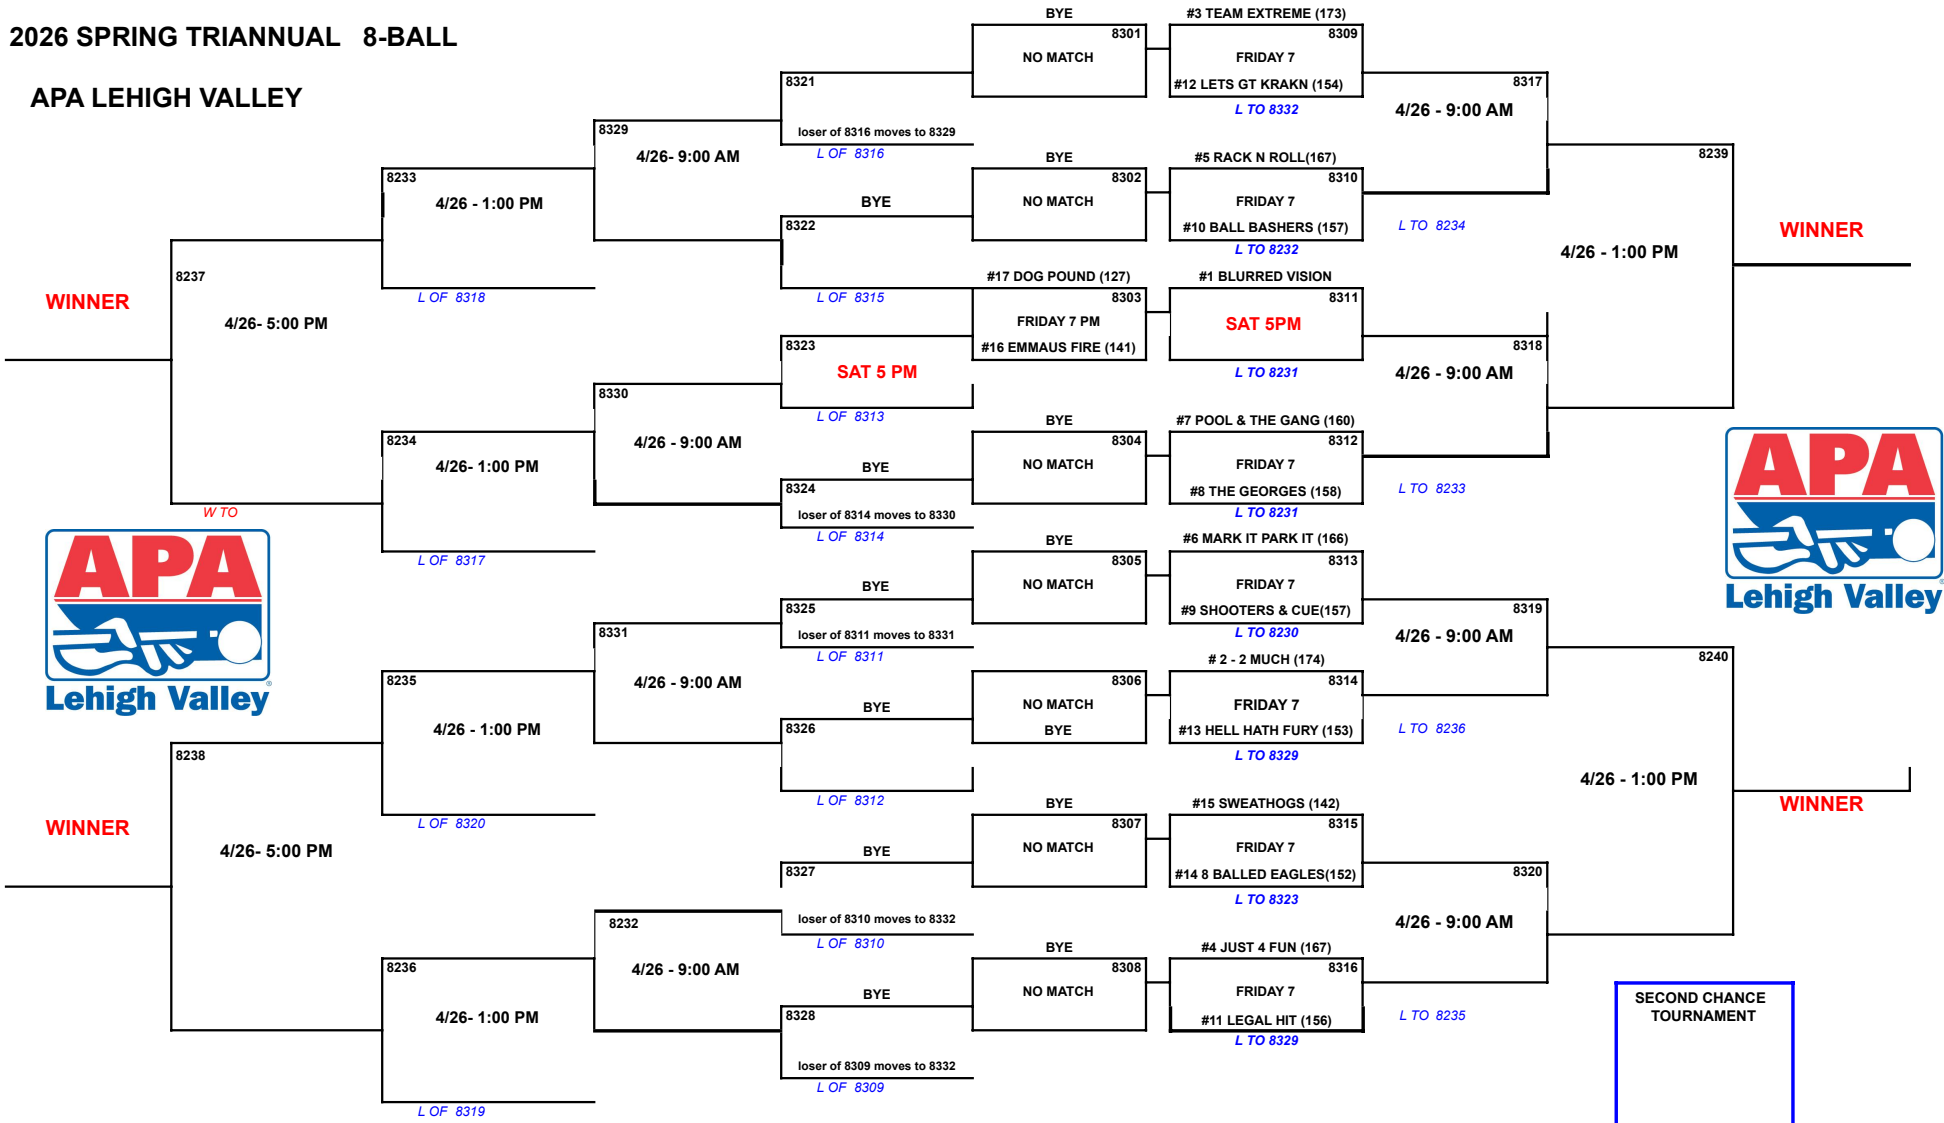 2026 SPRING TRIANNUAL   8-BALL
APA LEHIGH VALLEY
WINNER
8237
4/26- 5:00 PM
W TO
APA
Lehigh Valley
®
WINNER
8238
4/26- 5:00 PM
8233
4/26 - 1:00 PM
L OF  8318
8234
4/26- 1:00 PM
L OF  8317
8235
4/26 - 1:00 PM
L OF  8320
8236
4/26- 1:00 PM
L OF  8319
8329
4/26- 9:00 AM
8330
4/26 - 9:00 AM
8331
4/26 - 9:00 AM
8232
4/26 - 9:00 AM
8321
loser of 8316 moves to 8329
L OF  8316
BYE
8322
L OF  8315
8323
SAT 5 PM
L OF  8313
BYE
8324
loser of 8314 moves to 8330
L OF  8314
BYE
8325
loser of 8311 moves to 8331
L OF  8311
BYE
8326
L OF  8312
BYE
8327
loser of 8310 moves to 8332
L OF  8310
BYE
8328
loser of 8309 moves to 8332
L OF  8309
BYE
8301
NO MATCH
BYE
8302
NO MATCH
#17 DOG POUND (127)
8303
FRIDAY 7 PM
#16 EMMAUS FIRE (141)
BYE
8304
NO MATCH
BYE
8305
NO MATCH
8306
NO MATCH
BYE
BYE
8307
NO MATCH
BYE
8308
NO MATCH
#3 TEAM EXTREME (173)
8309
FRIDAY 7
#12 LETS GT KRAKN (154)
L TO 8332
#5 RACK N ROLL(167)
8310
FRIDAY 7
#10 BALL BASHERS (157)
L TO 8232
#1 BLURRED VISION
8311
SAT 5PM
L TO 8231
#7 POOL & THE GANG (160)
8312
FRIDAY 7
#8 THE GEORGES (158)
L TO 8231
#6 MARK IT PARK IT (166)
8313
FRIDAY 7
#9 SHOOTERS & CUE(157)
L TO 8230
# 2 - 2 MUCH (174)
8314
FRIDAY 7
#13 HELL HATH FURY (153)
L TO 8329
#15 SWEATHOGS (142)
8315
FRIDAY 7
#14 8 BALLED EAGLES(152)
L TO 8323
#4 JUST 4 FUN (167)
8316
FRIDAY 7
#11 LEGAL HIT (156)
L TO 8329
8317
4/26 - 9:00 AM
L TO  8234
8318
4/26 - 9:00 AM
L TO  8233
8319
4/26 - 9:00 AM
L TO  8236
8320
4/26 - 9:00 AM
L TO  8235
8239
4/26 - 1:00 PM
WINNER
APA
Lehigh Valley
®
8240
4/26 - 1:00 PM
WINNER
SECOND CHANCE
TOURNAMENT